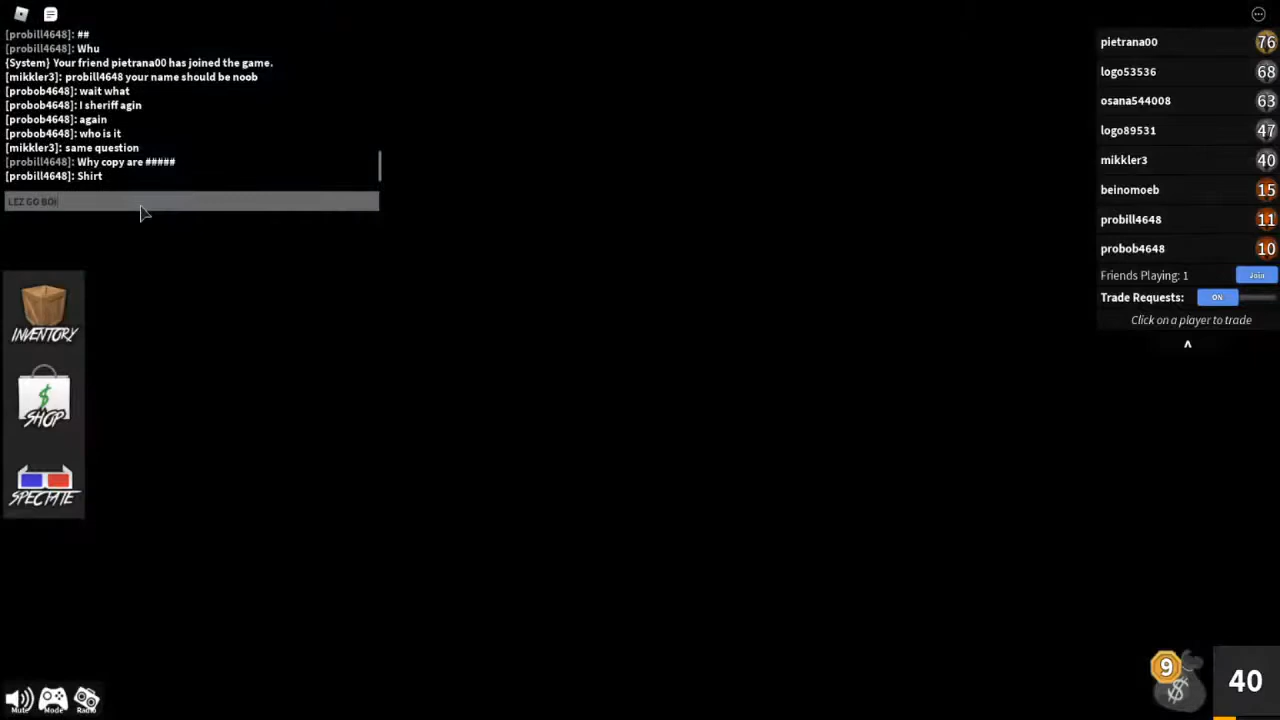 [probill4648]: ##
[probill4648]: Whu
{System} Your friend pietrana00 has joined the game.
[mikkler3]: probill4648 your name should be noob
[probob4648]: wait what
[probob4648]: I sheriff agin
[probob4648]: again
[probob4648]: who is it
[mikkler3]: same question
[probill4648]: Why copy are #####
[probill4648]: Shirt
LEZ GO BOI
INVENTORY
$
SHOP
SPECTATE
pietrana00 76
logo53536 68
osana544008 63
logo89531 47
mikkler3 40
beinomoeb 15
probill4648 11
probob4648 10
Friends Playing: 1 Join
Trade Requests: ON
Click on a player to trade
^
Mute Mode Radio
9
$
40